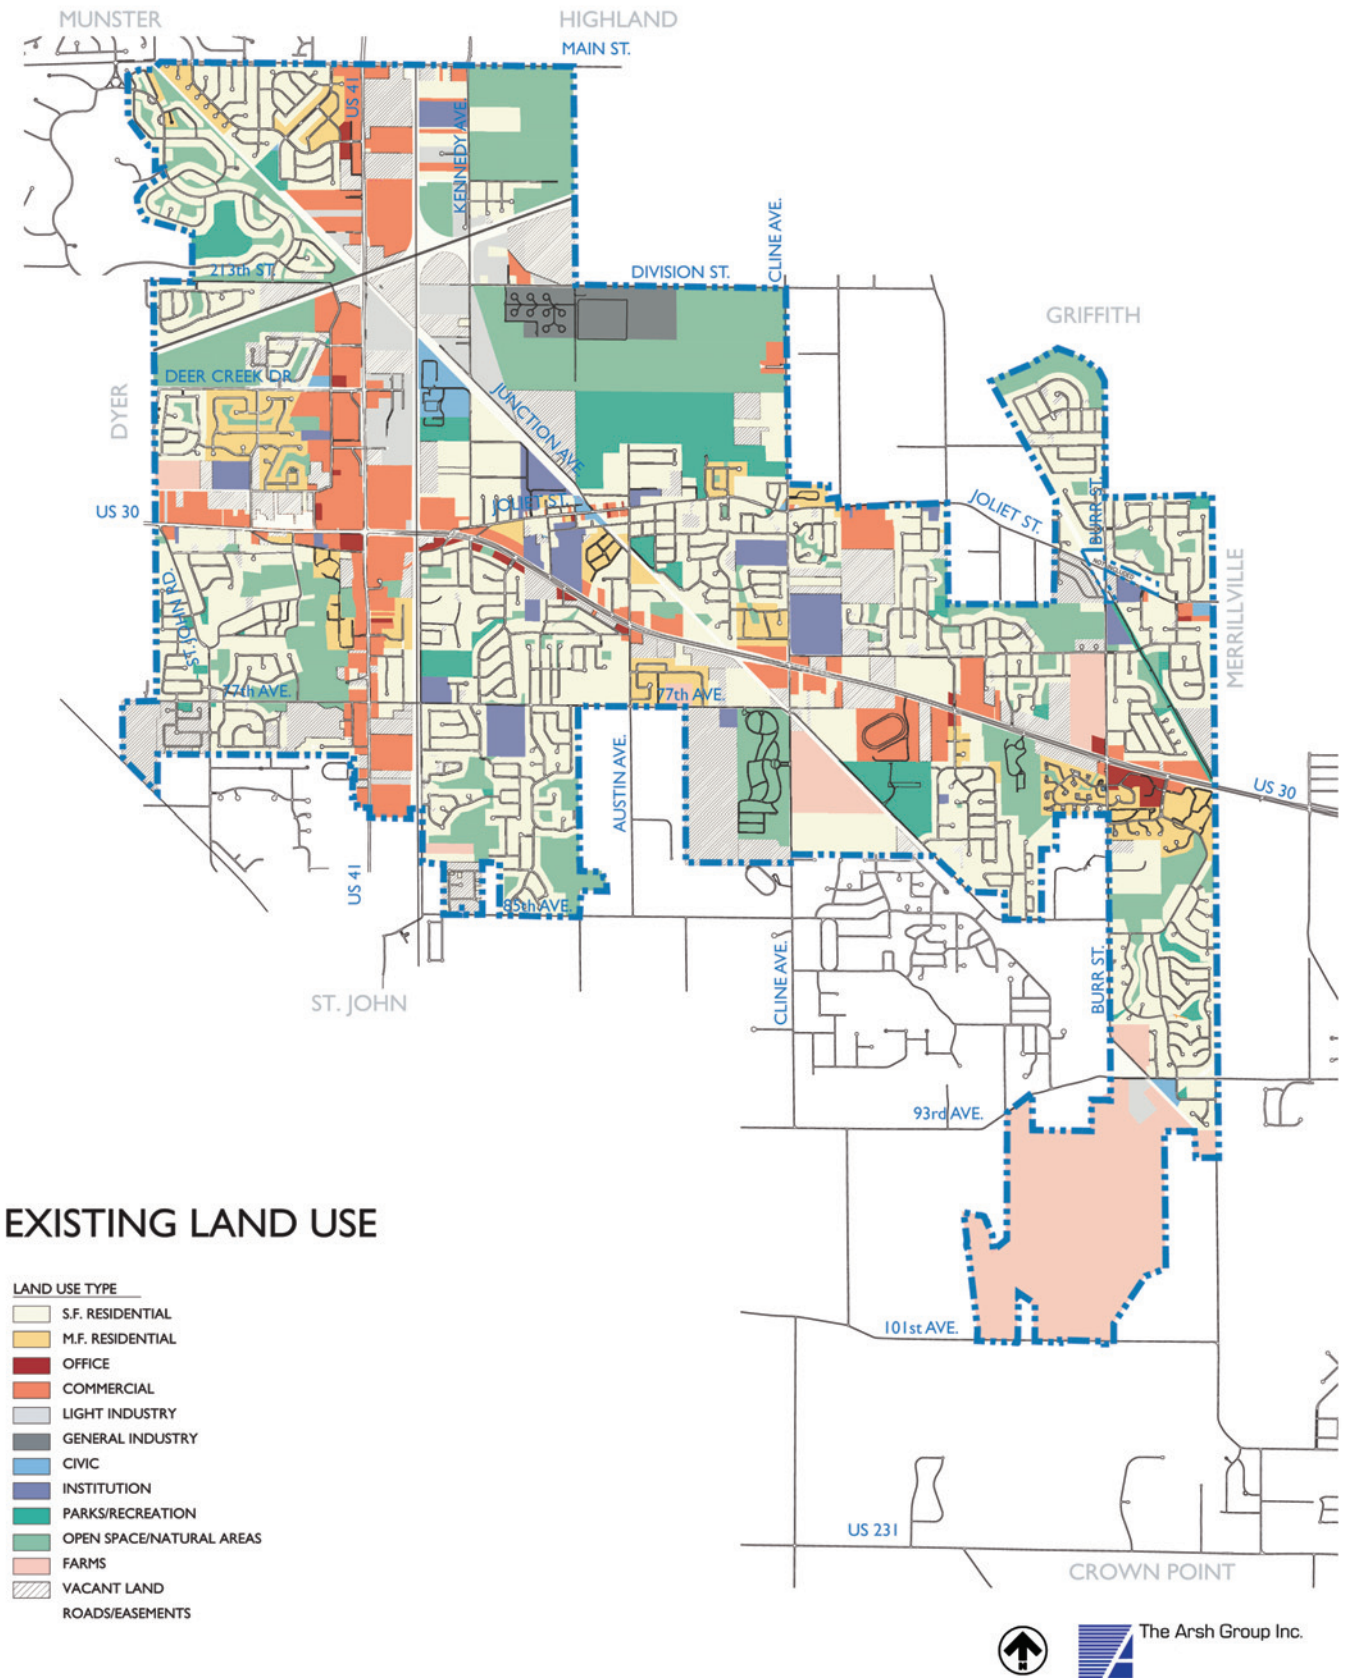 MUNSTER
HIGHLAND
MAIN ST.
US 41
KENNEDY AVE.
CLINE AVE.
213th ST.
DIVISION ST.
GRIFFITH
DEER CREEK DR.
DYER
JUNCTION AVE.
US 30
JOLIET ST.
JOLIET ST.
BURR ST.
NOT INCLUDED
MERRILLVILLE
ST. JOHN RD.
77th AVE.
77th AVE.
AUSTIN AVE.
US 30
US 41
85th AVE.
CLINE AVE.
BURR ST.
ST. JOHN
93rd AVE.
101st AVE.
US 231
CROWN POINT
EXISTING LAND USE
LAND USE TYPE
S.F. RESIDENTIAL
M.F. RESIDENTIAL
OFFICE
COMMERCIAL
LIGHT INDUSTRY
GENERAL INDUSTRY
CIVIC
INSTITUTION
PARKS/RECREATION
OPEN SPACE/NATURAL AREAS
FARMS
VACANT LAND
ROADS/EASEMENTS
N
The Arsh Group Inc.